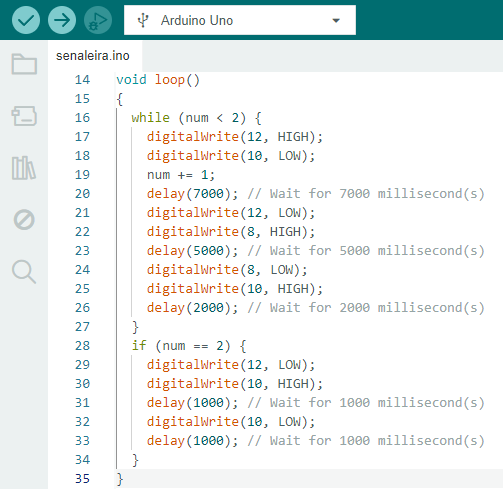 Arduino Uno
senaleira.ino
14 void loop()
15 {
16   while (num < 2) {
17     digitalWrite(12, HIGH);
18     digitalWrite(10, LOW);
19     num += 1;
20     delay(7000); // Wait for 7000 millisecond(s)
21     digitalWrite(12, LOW);
22     digitalWrite(8, HIGH);
23     delay(5000); // Wait for 5000 millisecond(s)
24     digitalWrite(8, LOW);
25     digitalWrite(10, HIGH);
26     delay(2000); // Wait for 2000 millisecond(s)
27   }
28   if (num == 2) {
29     digitalWrite(12, LOW);
30     digitalWrite(10, HIGH);
31     delay(1000); // Wait for 1000 millisecond(s)
32     digitalWrite(10, LOW);
33     delay(1000); // Wait for 1000 millisecond(s)
34   }
35 }